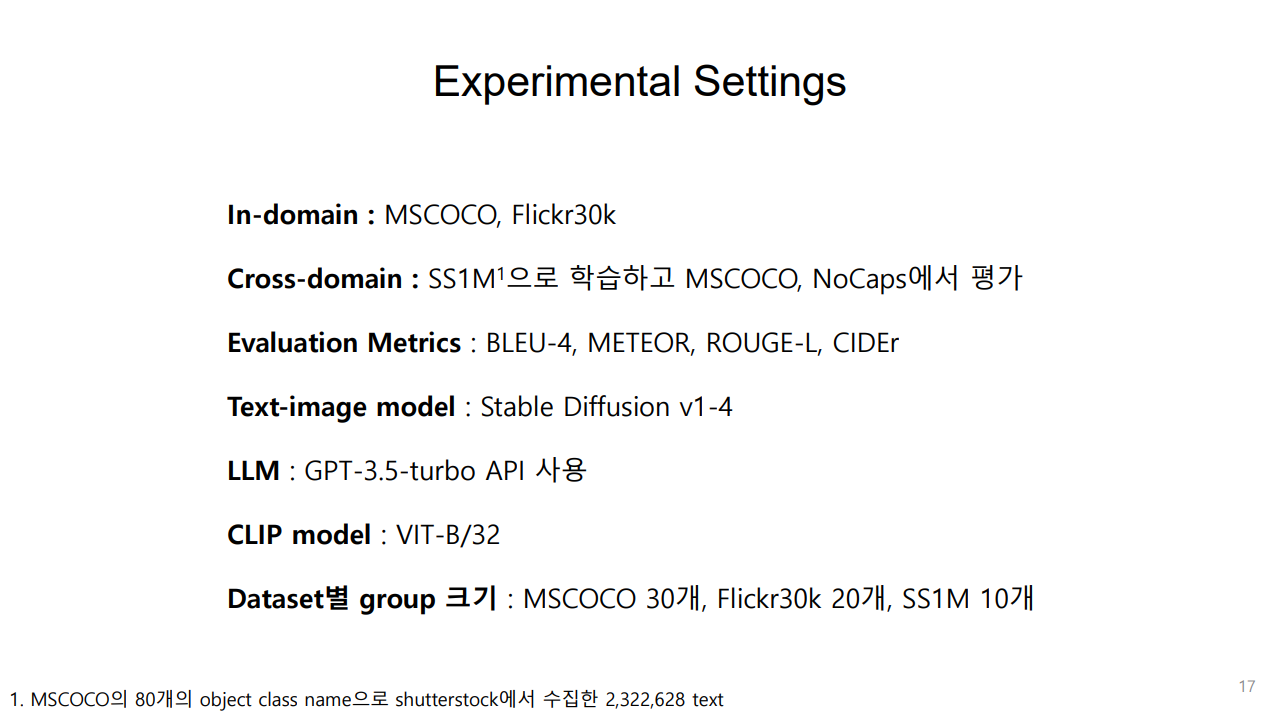 Experimental Settings
In-domain : MSCOCO, Flickr30k
Cross-domain : SS1M¹으로 학습하고 MSCOCO, NoCaps에서 평가
Evaluation Metrics : BLEU-4, METEOR, ROUGE-L, CIDEr
Text-image model : Stable Diffusion v1-4
LLM : GPT-3.5-turbo API 사용
CLIP model : VIT-B/32
Dataset별 group 크기 : MSCOCO 30개, Flickr30k 20개, SS1M 10개
1. MSCOCO의 80개의 object class name으로 shutterstock에서 수집한 2,322,628 text
17